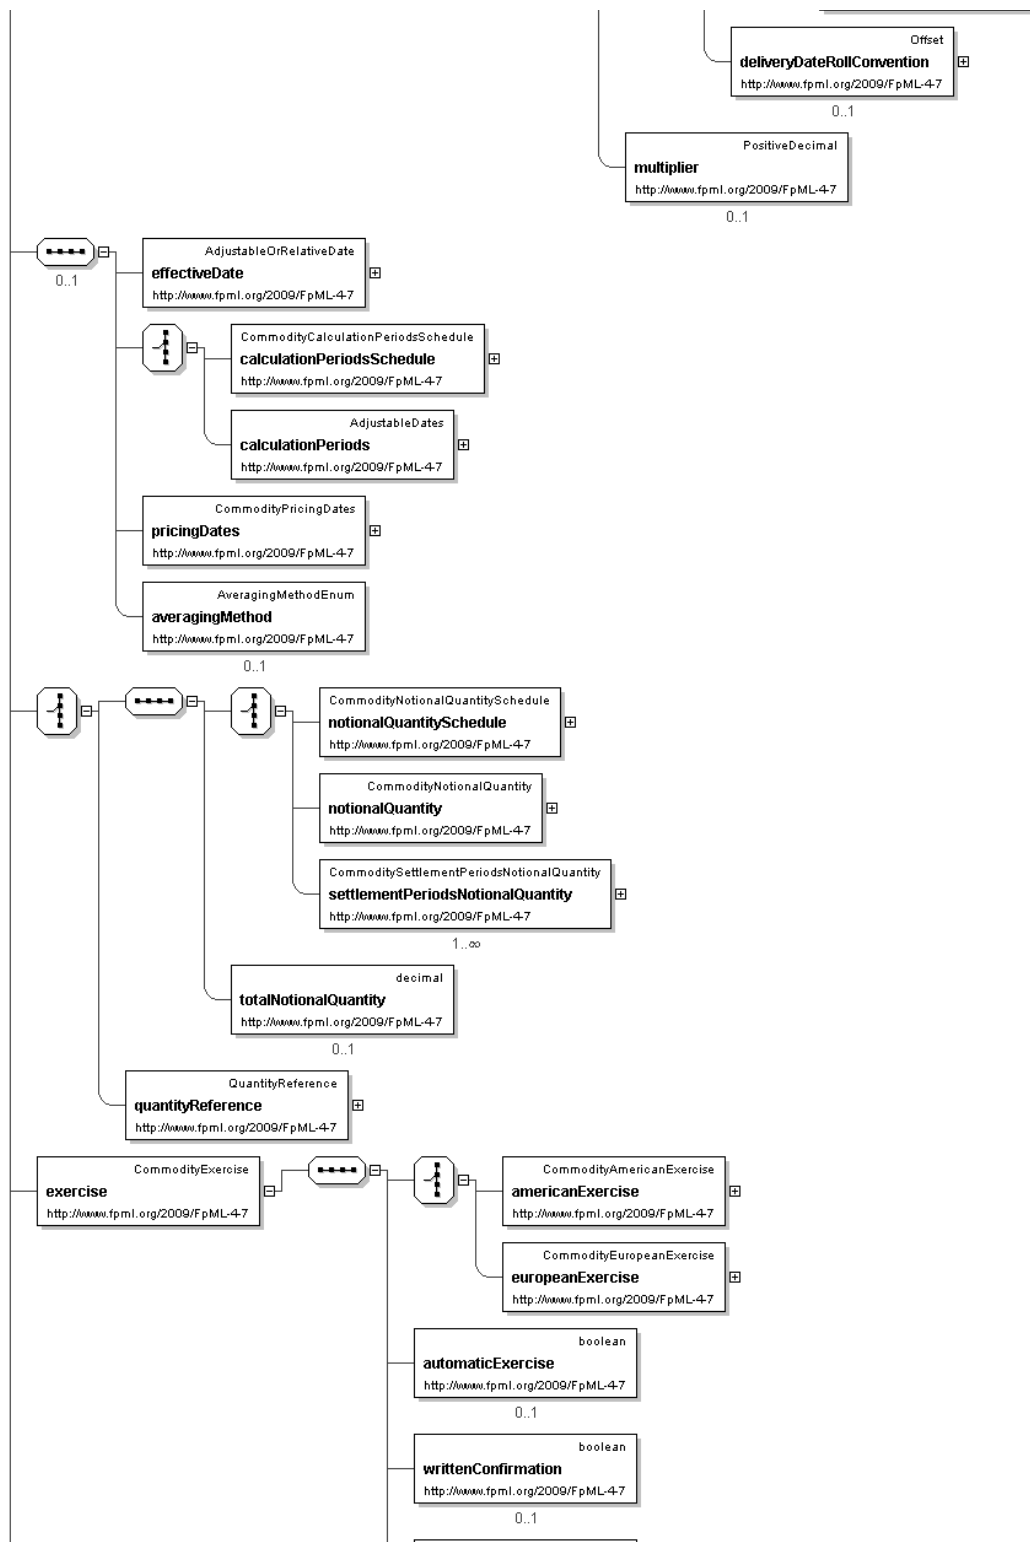 Offset
deliveryDateRollConvention
http://www.fpml.org/2009/FpML-4-7
0..1
PositiveDecimal
multiplier
http://www.fpml.org/2009/FpML-4-7
0..1
0..1
AdjustableOrRelativeDate
effectiveDate
http://www.fpml.org/2009/FpML-4-7
CommodityCalculationPeriodsSchedule
calculationPeriodsSchedule
http://www.fpml.org/2009/FpML-4-7
AdjustableDates
calculationPeriods
http://www.fpml.org/2009/FpML-4-7
CommodityPricingDates
pricingDates
http://www.fpml.org/2009/FpML-4-7
AveragingMethodEnum
averagingMethod
http://www.fpml.org/2009/FpML-4-7
0..1
CommodityNotionalQuantitySchedule
notionalQuantitySchedule
http://www.fpml.org/2009/FpML-4-7
CommodityNotionalQuantity
notionalQuantity
http://www.fpml.org/2009/FpML-4-7
CommoditySettlementPeriodsNotionalQuantity
settlementPeriodsNotionalQuantity
http://www.fpml.org/2009/FpML-4-7
1..∞
decimal
totalNotionalQuantity
http://www.fpml.org/2009/FpML-4-7
0..1
QuantityReference
quantityReference
http://www.fpml.org/2009/FpML-4-7
CommodityExercise
exercise
http://www.fpml.org/2009/FpML-4-7
CommodityAmericanExercise
americanExercise
http://www.fpml.org/2009/FpML-4-7
CommodityEuropeanExercise
europeanExercise
http://www.fpml.org/2009/FpML-4-7
boolean
automaticExercise
http://www.fpml.org/2009/FpML-4-7
0..1
boolean
writtenConfirmation
http://www.fpml.org/2009/FpML-4-7
0..1